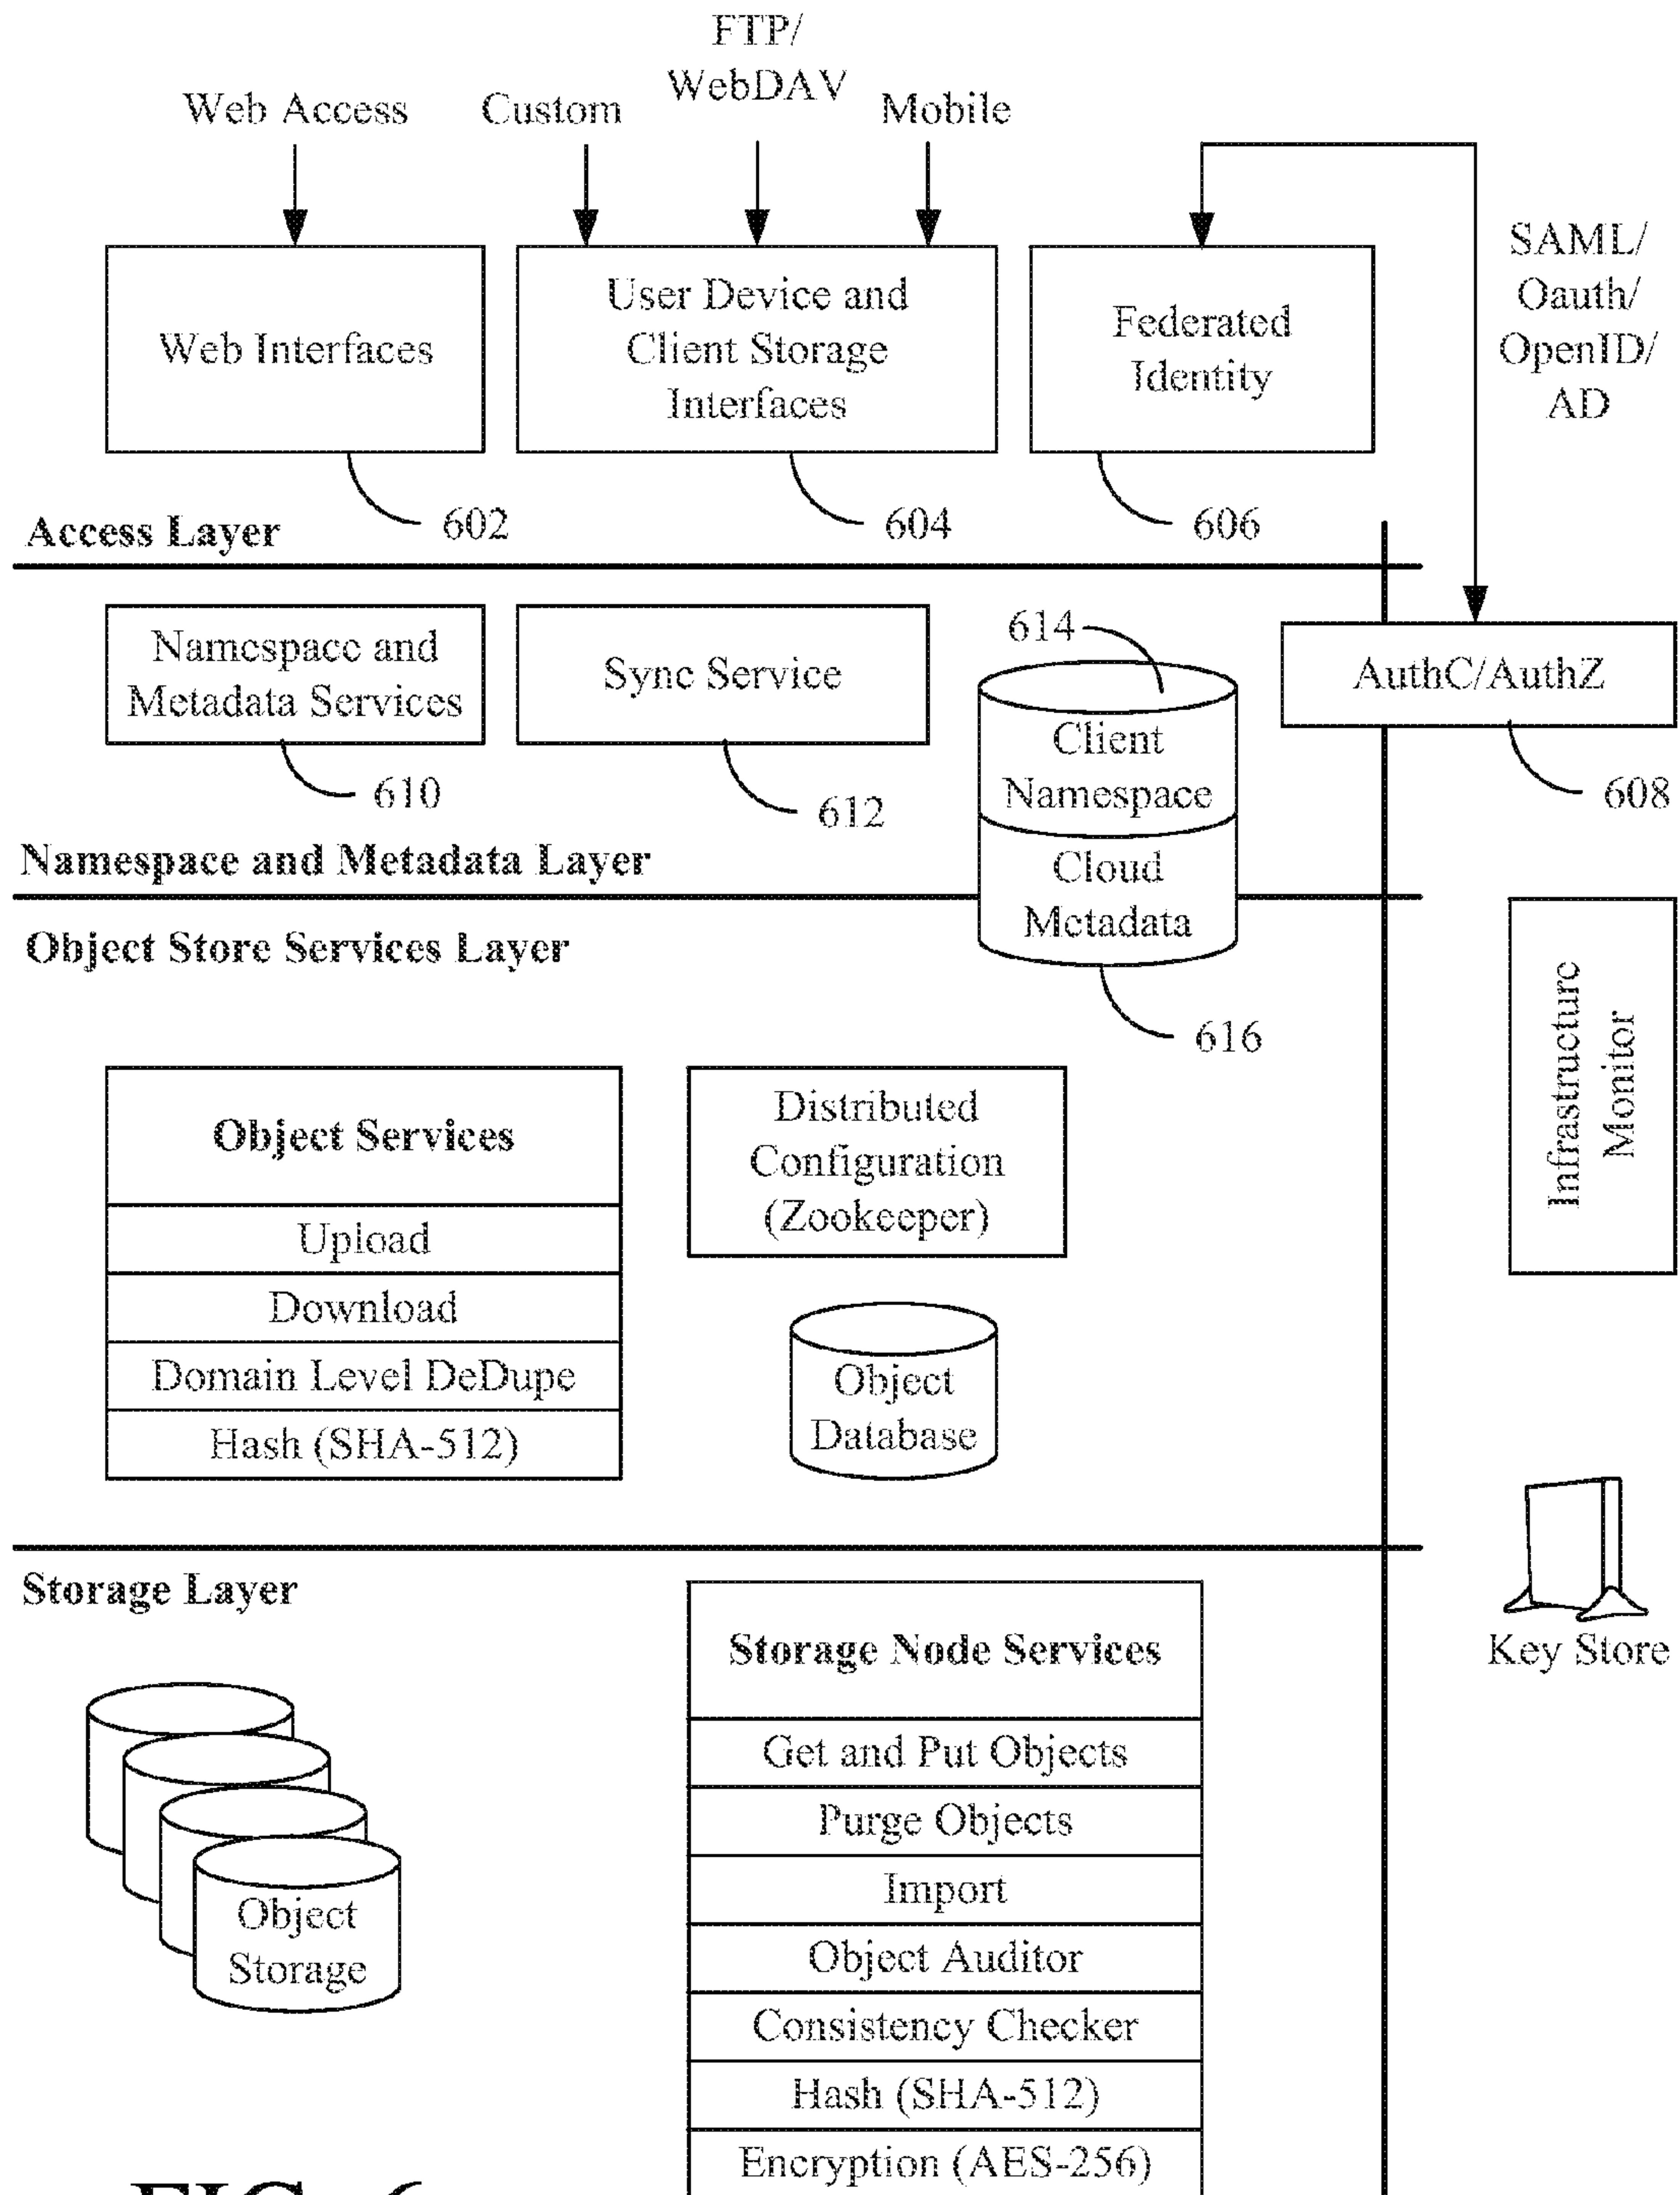 FTP/
WebDAV
Web Access
Custom
Mobile
SAML/
Oauth/
OpenID/
AD
Web Interfaces
User Device and
Client Storage
Interfaces
Federated
Identity
602
604
606
Access Layer
Namespace and
Metadata Services
Sync Service
614
Client
Namespace
AuthC/AuthZ
610
612
608
Namespace and Metadata Layer
Cloud
Metadata
Object Store Services Layer
616
Infrastructure
Monitor
Object Services
Upload
Download
Domain Level DeDupe
Hash (SHA-512)
Distributed
Configuration
(Zookeeper)
Object
Database
Storage Layer
Key Store
Object
Storage
Storage Node Services
Get and Put Objects
Purge Objects
Import
Object Auditor
Consistency Checker
Hash (SHA-512)
Encryption (AES-256)
FIG. 6